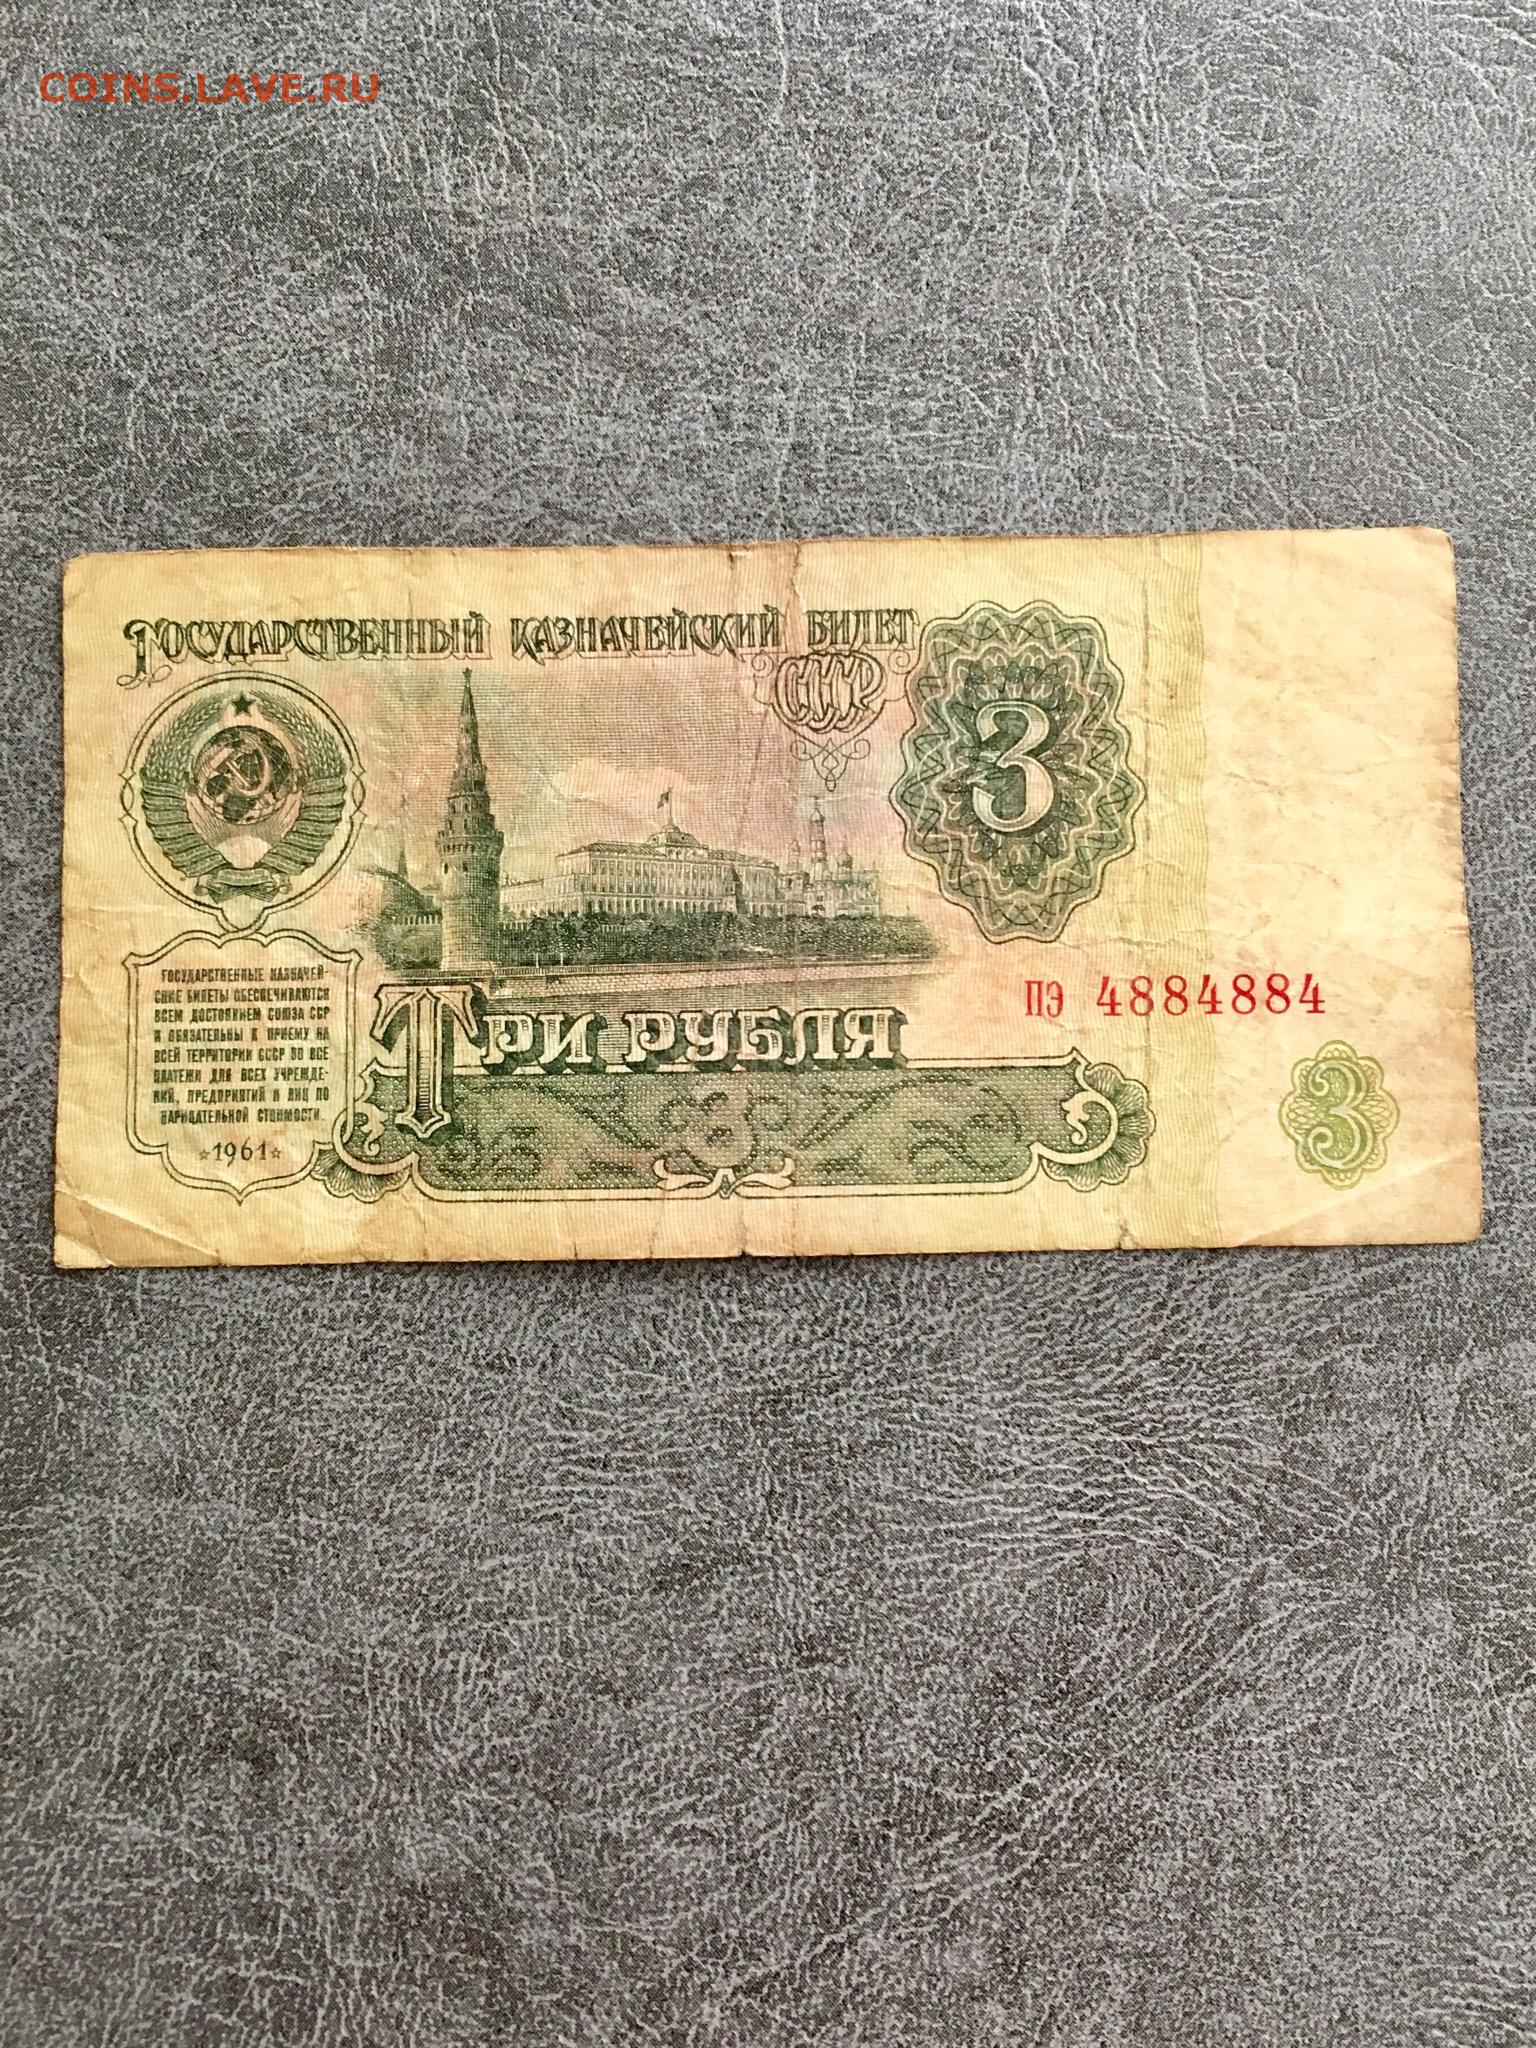 COINS.LAVE.RU
ГОСУДАРСТВЕННЫЙ КАЗНАЧЕЙСКИЙ БИЛЕТ
СССР
3
ГОСУДАРСТВЕННЫЕ КАЗНАЧЕЙ-
СКИЕ БИЛЕТЫ ОБЕСПЕЧИВАЮТСЯ
ВСЕМ ДОСТОЯНИЕМ СОЮЗА ССР
И ОБЯЗАТЕЛЬНЫ К ПРИЕМУ НА
ВСЕЙ ТЕРРИТОРИИ СССР ВО ВСЕ
ПЛАТЕЖИ ДЛЯ ВСЕХ УЧРЕЖДЕ-
НИЙ, ПРЕДПРИЯТИЙ И ЛИЦ ПО
НАРИЦАТЕЛЬНОЙ СТОИМОСТИ.
☆1961☆
ТРИ РУБЛЯ
ПЭ 4884884
3
3